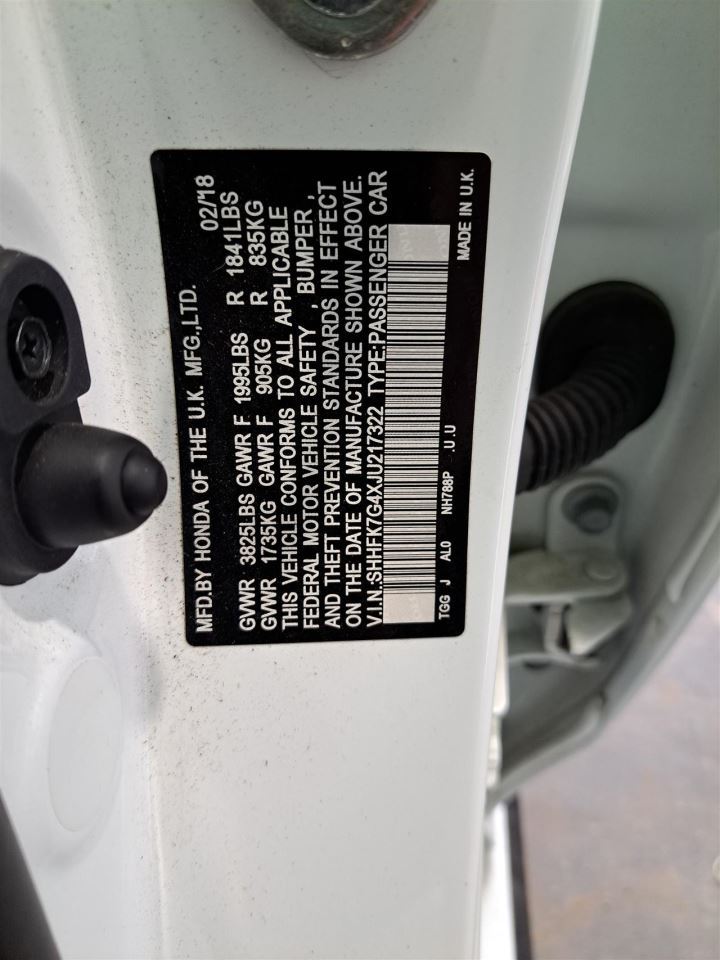 MFD.BY HONDA OF THE U.K. MFG.,LTD. 02/18
GVWR 3825LBS GAWR F 1995LBS R 1841LBS
GVWR 1735KG GAWR F 905KG R 835KG
THIS VEHICLE CONFORMS TO ALL APPLICABLE
FEDERAL MOTOR VEHICLE SAFETY , BUMPER ,
AND THEFT PREVENTION STANDARDS IN EFFECT
ON THE DATE OF MANUFACTURE SHOWN ABOVE.
V.I.N.:SHHFK7G4XJU217322 TYPE:PASSENGER CAR
TGG J AL0 NH788P .U.U MADE IN U.K.